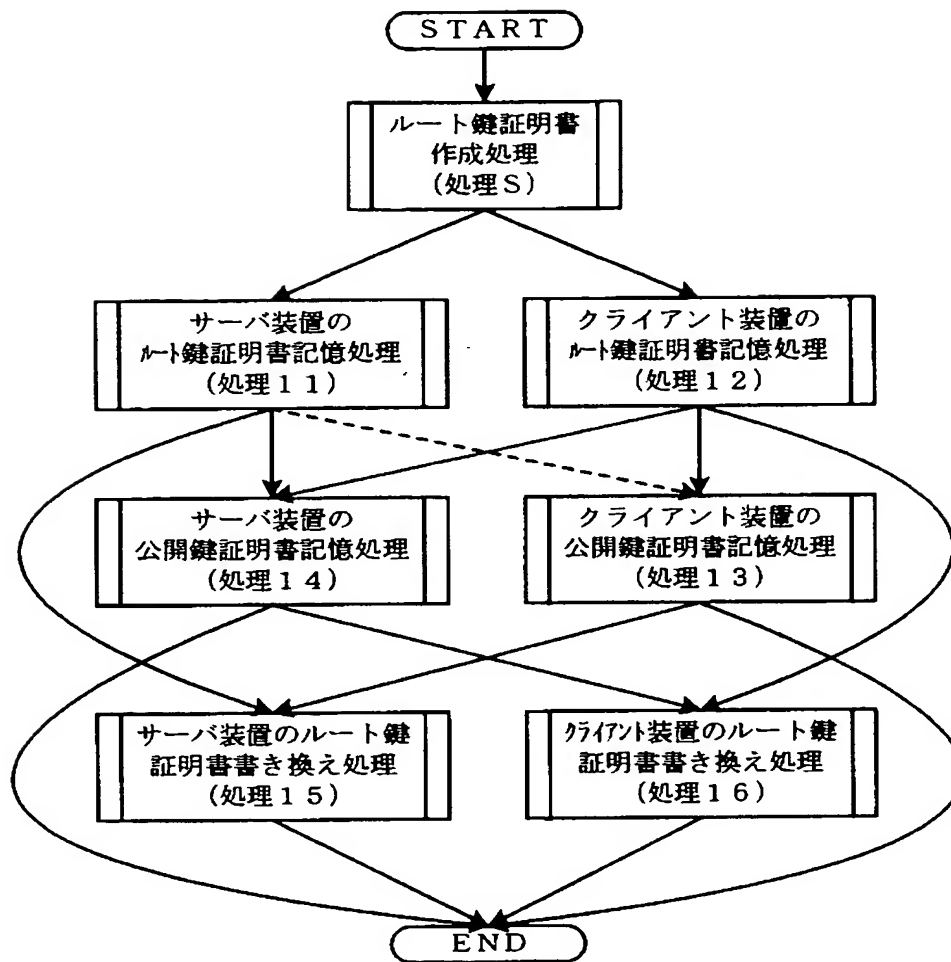 ＳＴＡＲＴ
ルート鍵証明書
作成処理
(処理Ｓ)
サーバ装置の
ﾙｰﾄ鍵証明書記憶処理
(処理１１)
クライアント装置の
ﾙｰﾄ鍵証明書記憶処理
(処理１２)
サーバ装置の
公開鍵証明書記憶処理
(処理１４)
クライアント装置の
公開鍵証明書記憶処理
(処理１３)
サーバ装置のルート鍵
証明書書き換え処理
(処理１５)
ｸﾗｲｱﾝﾄ装置のルート鍵
証明書書き換え処理
(処理１６)
ＥＮＤ